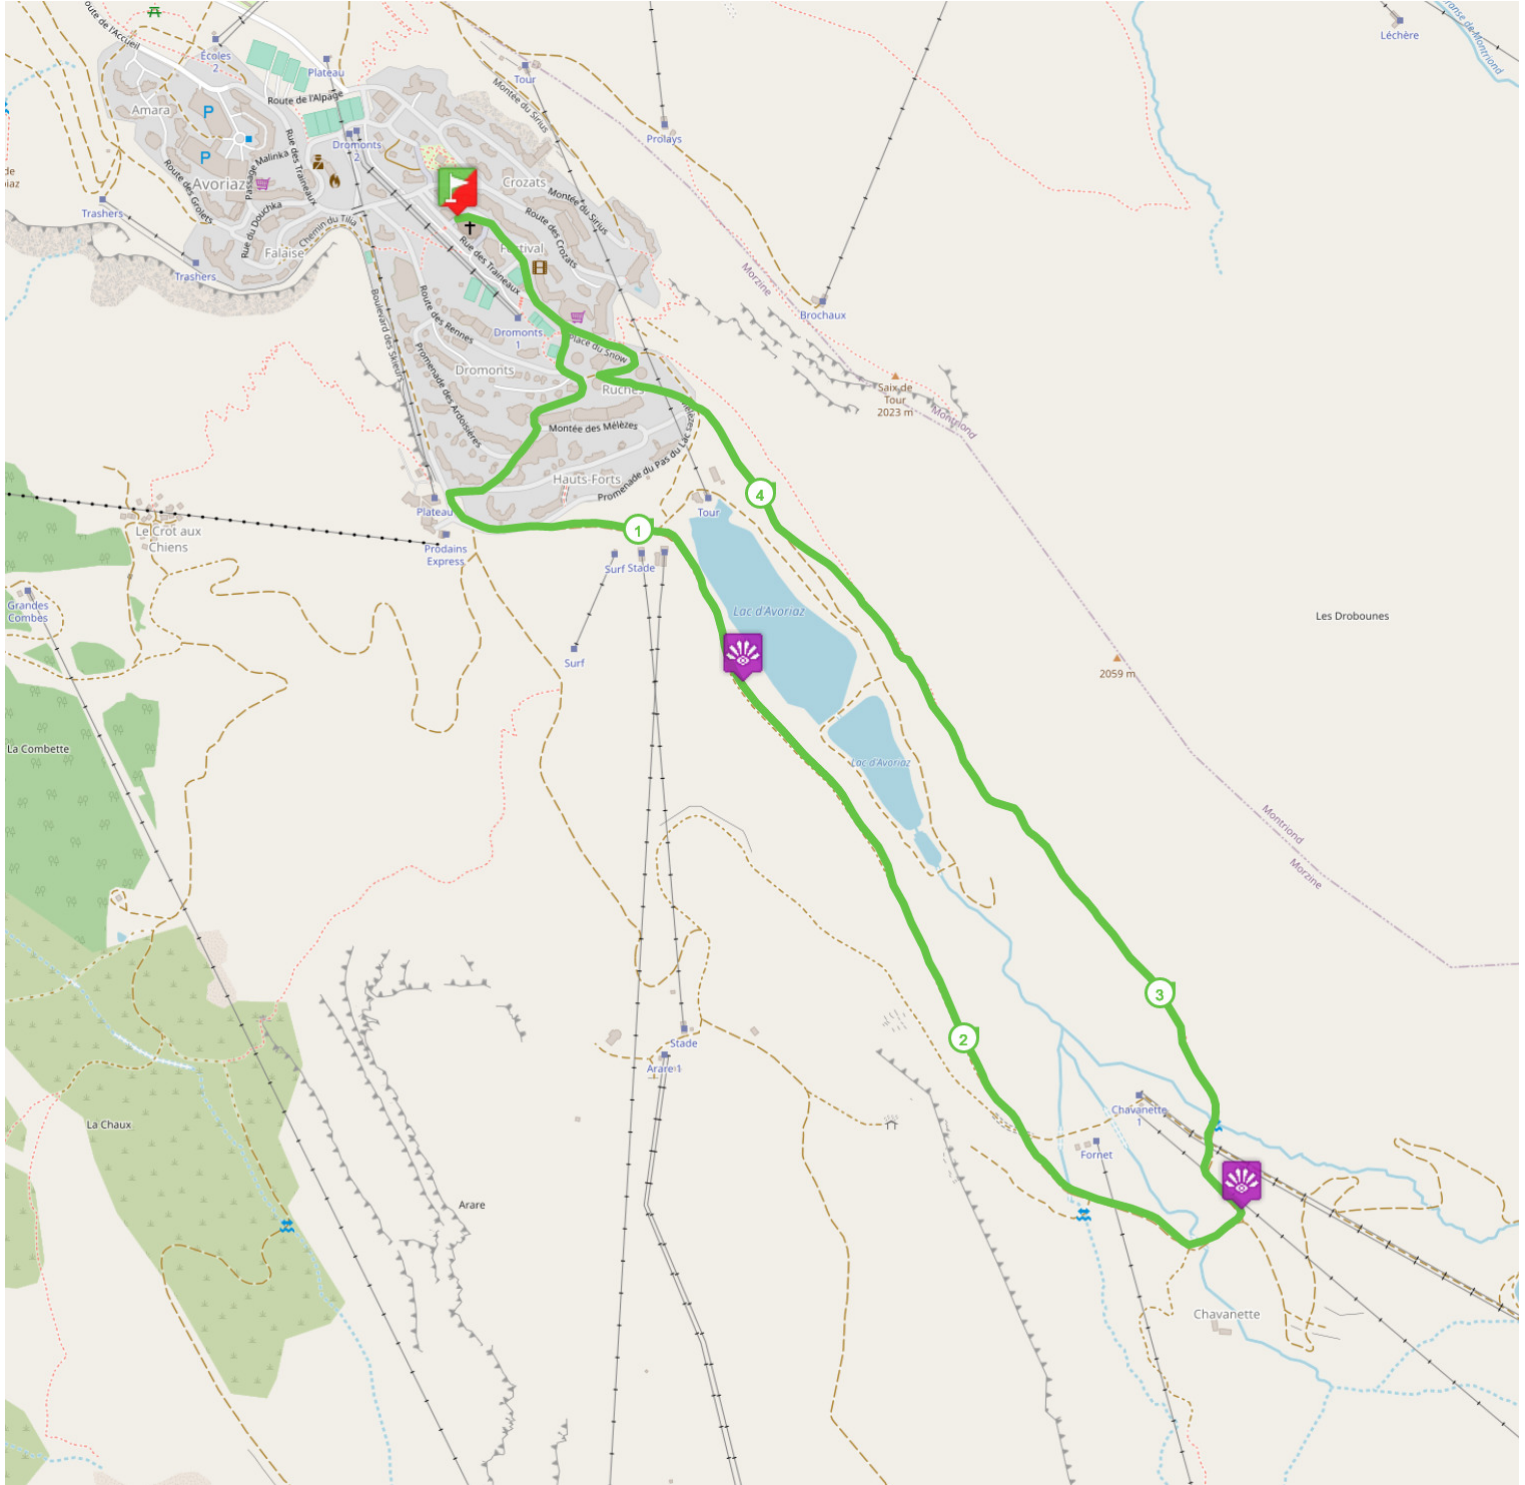 Route de l'Accueil
Ecoles
2
Plateau
Tour
Léchère
Amara
P
Route de l'Alpage
Montée du Sirius
Prolays
Dromonts
2
P
Passage Malinka
Rue des Traineaux
Route des Grolets
Avoriaz
Crozats
Montée du Sirius
Trashers
Rue du Douchka
Chemin du Tilia
Falaise
Route des Crozats
Rue des Traineaux
Trashers
Morzine
Brochaux
Boulevard des Skieurs
Route des Rennes
Dromonts
1
Place du Snow
Promenade des Ardoisières
Dromonts
Ruches
Saix de
Tour
2023 m
Montriond
Montée des Mélèzes
Hauts-Forts
Promenade du Pas du Lac
4
Plateau
Tour
Le Crot aux
Chiens
1
Prodains
Express
Surf
Stade
Grandes
Combes
Lac d'Avoriaz
Les Drobounes
Surf
2059 m
La Combette
Lac d'Avoriaz
Montriond
Morzine
3
2
Stade
Arare 1
Chavanette
1
La Chaux
Fornet
Arare
Chavanette